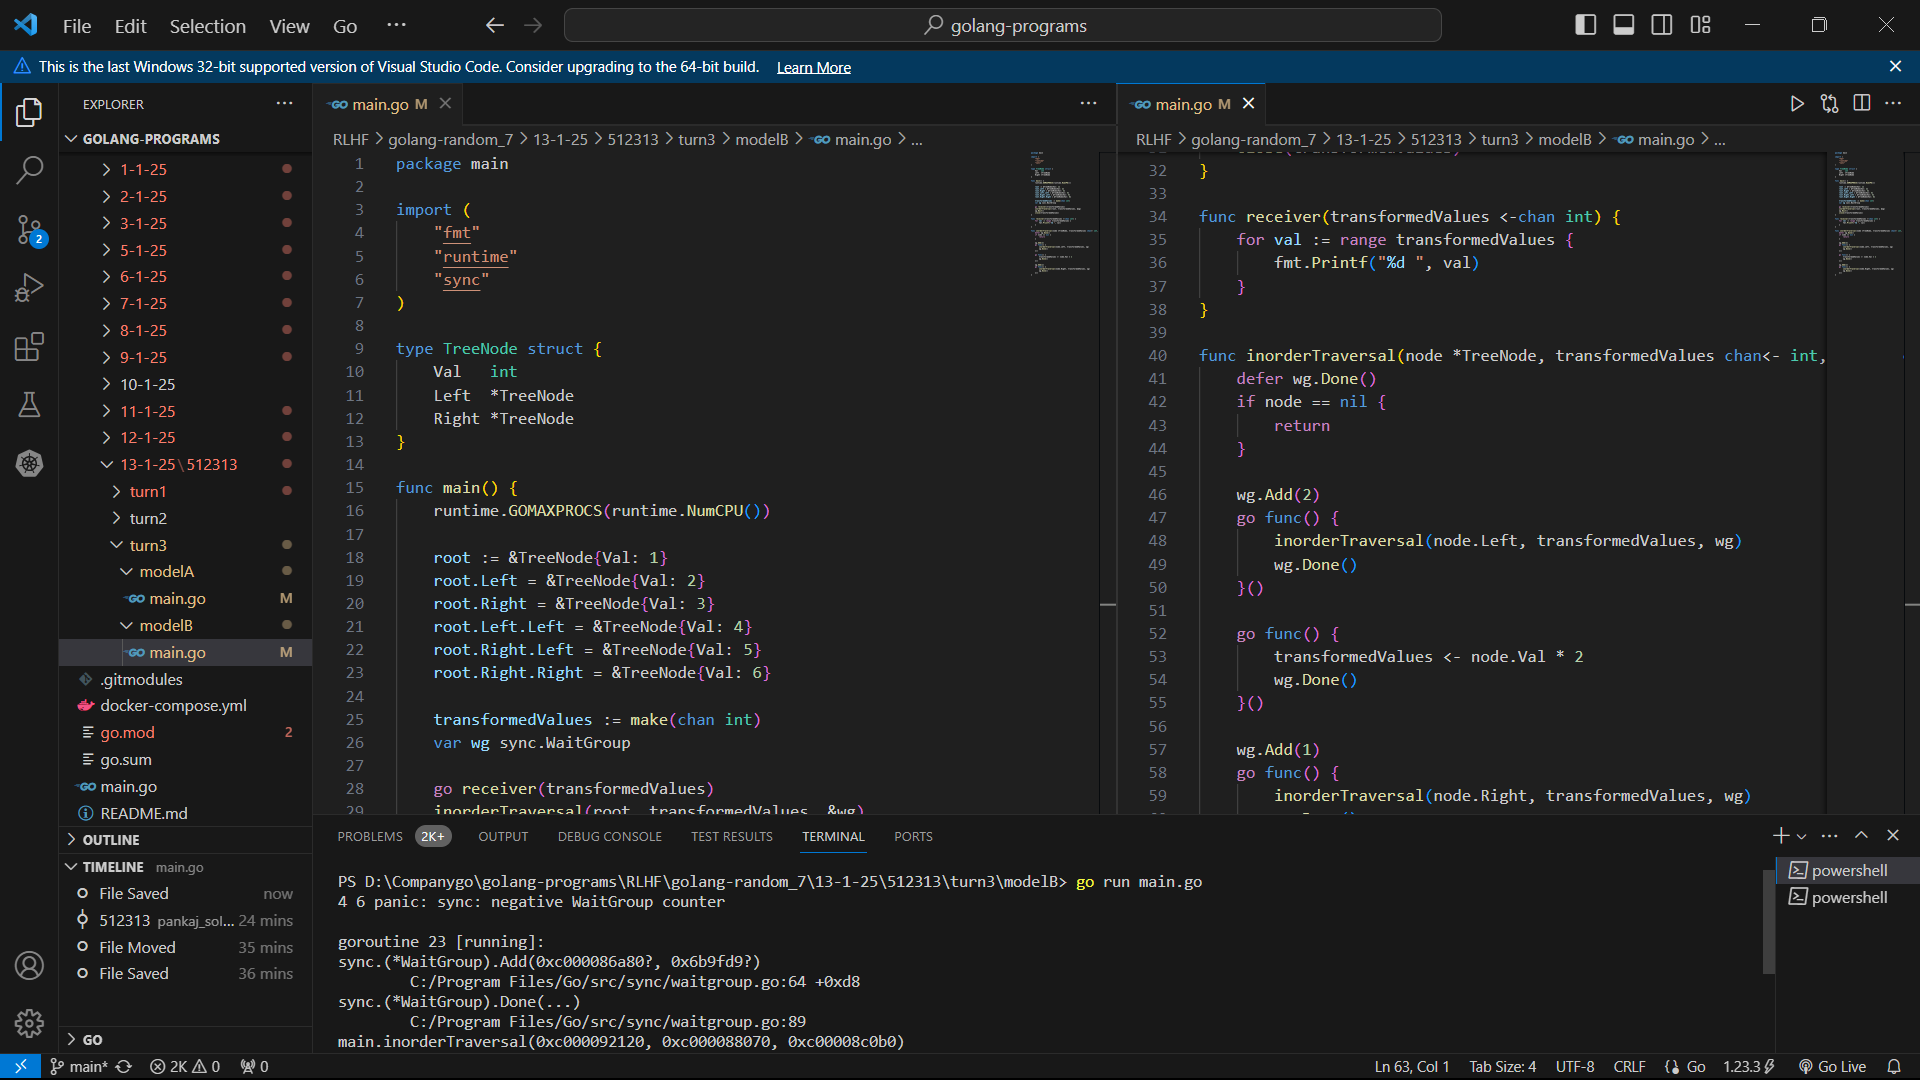 File Edit Selection View Go ···
golang-programs
This is the last Windows 32-bit supported version of Visual Studio Code. Consider upgrading to the 64-bit build. Learn More
EXPLORER ···
GOLANG-PROGRAMS
1-1-25
2-1-25
3-1-25
5-1-25
6-1-25
7-1-25
8-1-25
9-1-25
10-1-25
11-1-25
12-1-25
13-1-25\512313
turn1
turn2
turn3
modelA
GO main.go M
modelB
GO main.go M
.gitmodules
docker-compose.yml
go.mod 2
go.sum
GO main.go
README.md
OUTLINE
TIMELINE main.go
File Saved now
512313 pankaj_sol... 24 mins
File Moved 35 mins
File Saved 36 mins
GO
2
GO main.go M
RLHF > golang-random_7 > 13-1-25 > 512313 > turn3 > modelB > GO main.go > ...
1 package main
2
3 import (
4 "fmt"
5 "runtime"
6 "sync"
7 )
8
9 type TreeNode struct {
10 Val int
11 Left *TreeNode
12 Right *TreeNode
13 }
14
15 func main() {
16 runtime.GOMAXPROCS(runtime.NumCPU())
17
18 root := &TreeNode{Val: 1}
19 root.Left = &TreeNode{Val: 2}
20 root.Right = &TreeNode{Val: 3}
21 root.Left.Left = &TreeNode{Val: 4}
22 root.Right.Left = &TreeNode{Val: 5}
23 root.Right.Right = &TreeNode{Val: 6}
24
25 transformedValues := make(chan int)
26 var wg sync.WaitGroup
27
28 go receiver(transformedValues)
29 inorderTraversal(root, transformedValues, &wg)
GO main.go M
RLHF > golang-random_7 > 13-1-25 > 512313 > turn3 > modelB > GO main.go > ...
32 }
33
34 func receiver(transformedValues <-chan int) {
35 for val := range transformedValues {
36 fmt.Printf("%d ", val)
37 }
38 }
39
40 func inorderTraversal(node *TreeNode, transformedValues chan<- int,
41 defer wg.Done()
42 if node == nil {
43 return
44 }
45
46 wg.Add(2)
47 go func() {
48 inorderTraversal(node.Left, transformedValues, wg)
49 wg.Done()
50 }()
51
52 go func() {
53 transformedValues <- node.Val * 2
54 wg.Done()
55 }()
56
57 wg.Add(1)
58 go func() {
59 inorderTraversal(node.Right, transformedValues, wg)
PROBLEMS 2K+ OUTPUT DEBUG CONSOLE TEST RESULTS TERMINAL PORTS
PS D:\Companygo\golang-programs\RLHF\golang-random_7\13-1-25\512313\turn3\modelB> go run main.go
4 6 panic: sync: negative WaitGroup counter
goroutine 23 [running]:
sync.(*WaitGroup).Add(0xc000086a80?, 0x6b9fd9?)
C:/Program Files/Go/src/sync/waitgroup.go:64 +0xd8
sync.(*WaitGroup).Done(...)
C:/Program Files/Go/src/sync/waitgroup.go:89
main.inorderTraversal(0xc000092120, 0xc000088070, 0xc00008c0b0)
powershell
powershell
main* 2K 0 0 Ln 63, Col 1 Tab Size: 4 UTF-8 CRLF Go 1.23.3 Go Live